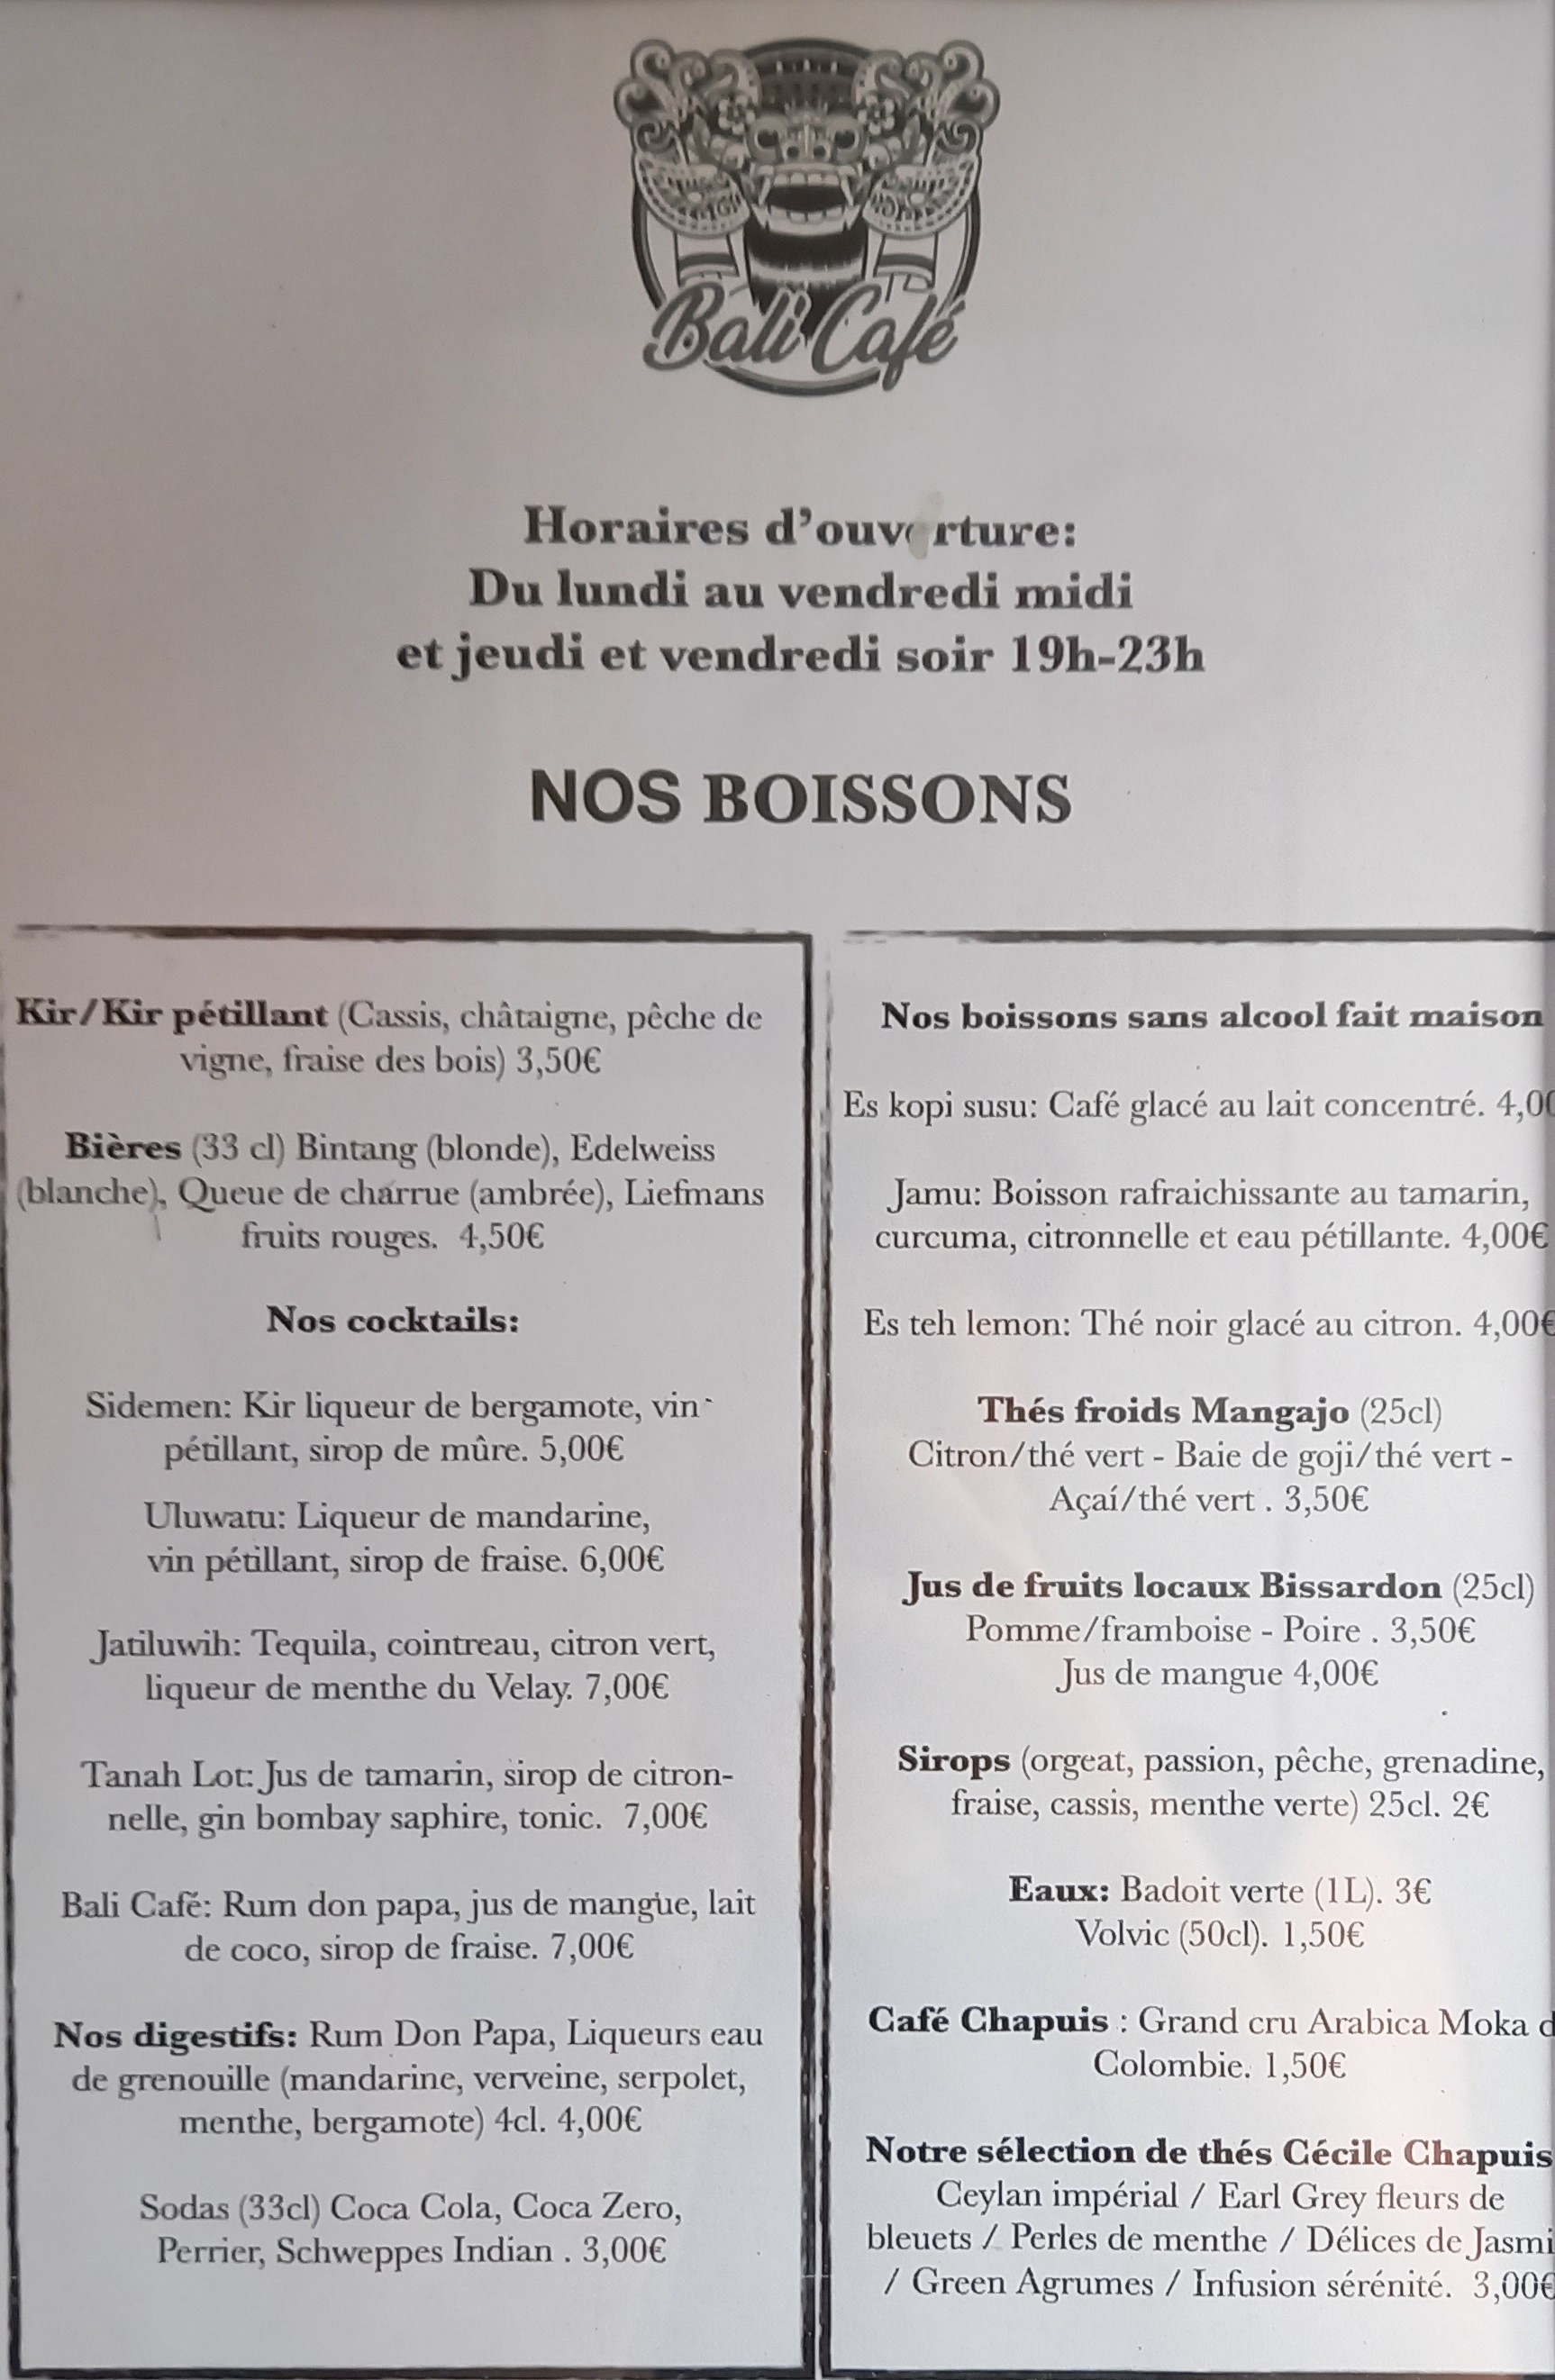 Bali Café
Horaires d'ouverture:
Du lundi au vendredi midi
et jeudi et vendredi soir 19h-23h
NOS BOISSONS
Kir/Kir pétillant (Cassis, châtaigne, pêche de
vigne, fraise des bois) 3,50€
Bières (33 cl) Bintang (blonde), Edelweiss
(blanche), Queue de charrue (ambrée), Liefmans
fruits rouges. 4,50€
Nos cocktails:
Sidemen: Kir liqueur de bergamote, vin
pétillant, sirop de mûre. 5,00€
Uluwatu: Liqueur de mandarine,
vin pétillant, sirop de fraise. 6,00€
Jatiluwih: Tequila, cointreau, citron vert,
liqueur de menthe du Velay. 7,00€
Tanah Lot: Jus de tamarin, sirop de citron-
nelle, gin bombay saphire, tonic. 7,00€
Bali Café: Rum don papa, jus de mangue, lait
de coco, sirop de fraise. 7,00€
Nos digestifs: Rum Don Papa, Liqueurs eau
de grenouille (mandarine, verveine, serpolet,
menthe, bergamote) 4cl. 4,00€
Sodas (33cl) Coca Cola, Coca Zero,
Perrier, Schweppes Indian . 3,00€
Nos boissons sans alcool fait maison
Es kopi susu: Café glacé au lait concentré. 4,00
Jamu: Boisson rafraichissante au tamarin,
curcuma, citronnelle et eau pétillante. 4,00€
Es teh lemon: Thé noir glacé au citron. 4,00€
Thés froids Mangajo (25cl)
Citron/thé vert - Baie de goji/thé vert -
Açaí/thé vert . 3,50€
Jus de fruits locaux Bissardon (25cl)
Pomme/framboise - Poire . 3,50€
Jus de mangue 4,00€
Sirops (orgeat, passion, pêche, grenadine,
fraise, cassis, menthe verte) 25cl. 2€
Eaux: Badoit verte (1L). 3€
Volvic (50cl). 1,50€
Café Chapuis : Grand cru Arabica Moka d
Colombie. 1,50€
Notre sélection de thés Cécile Chapuis
Ceylan impérial / Earl Grey fleurs de
bleuets / Perles de menthe / Délices de Jasmi
/ Green Agrumes / Infusion sérénité. 3,00€